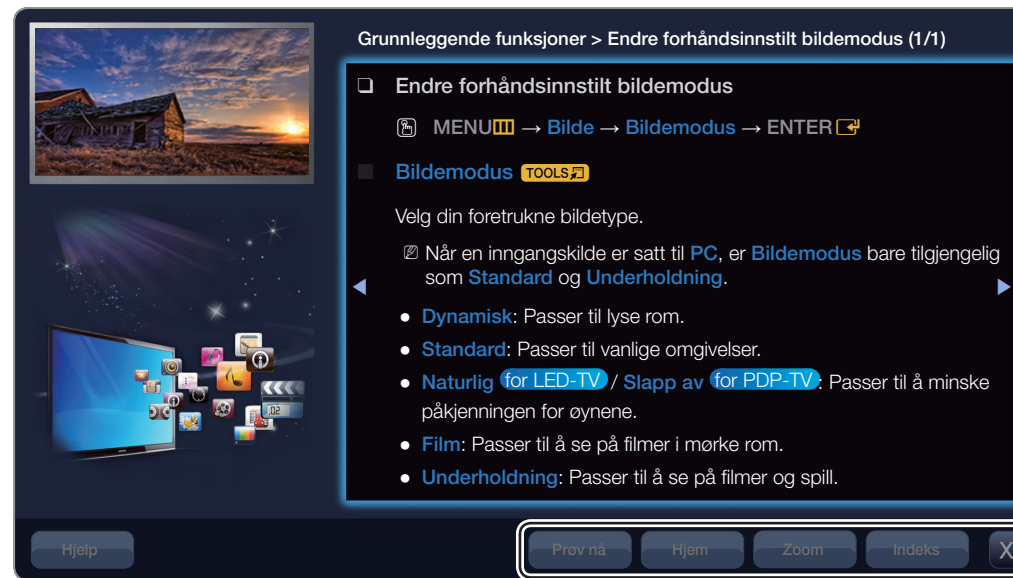 Grunnleggende funksjoner > Endre forhåndsinnstilt bildemodus (1/1)
❑ Endre forhåndsinnstilt bildemodus
MENU → Bilde → Bildemodus → ENTER
■ Bildemodus TOOLS
Velg din foretrukne bildetype.
Når en inngangskilde er satt til PC, er Bildemodus bare tilgjengelig
som Standard og Underholdning.
● Dynamisk: Passer til lyse rom.
● Standard: Passer til vanlige omgivelser.
● Naturlig for LED-TV / Slapp av for PDP-TV: Passer til å minske
påkjenningen for øynene.
● Film: Passer til å se på filmer i mørke rom.
● Underholdning: Passer til å se på filmer og spill.
Hjelp Prøv nå Hjem Zoom Indeks X